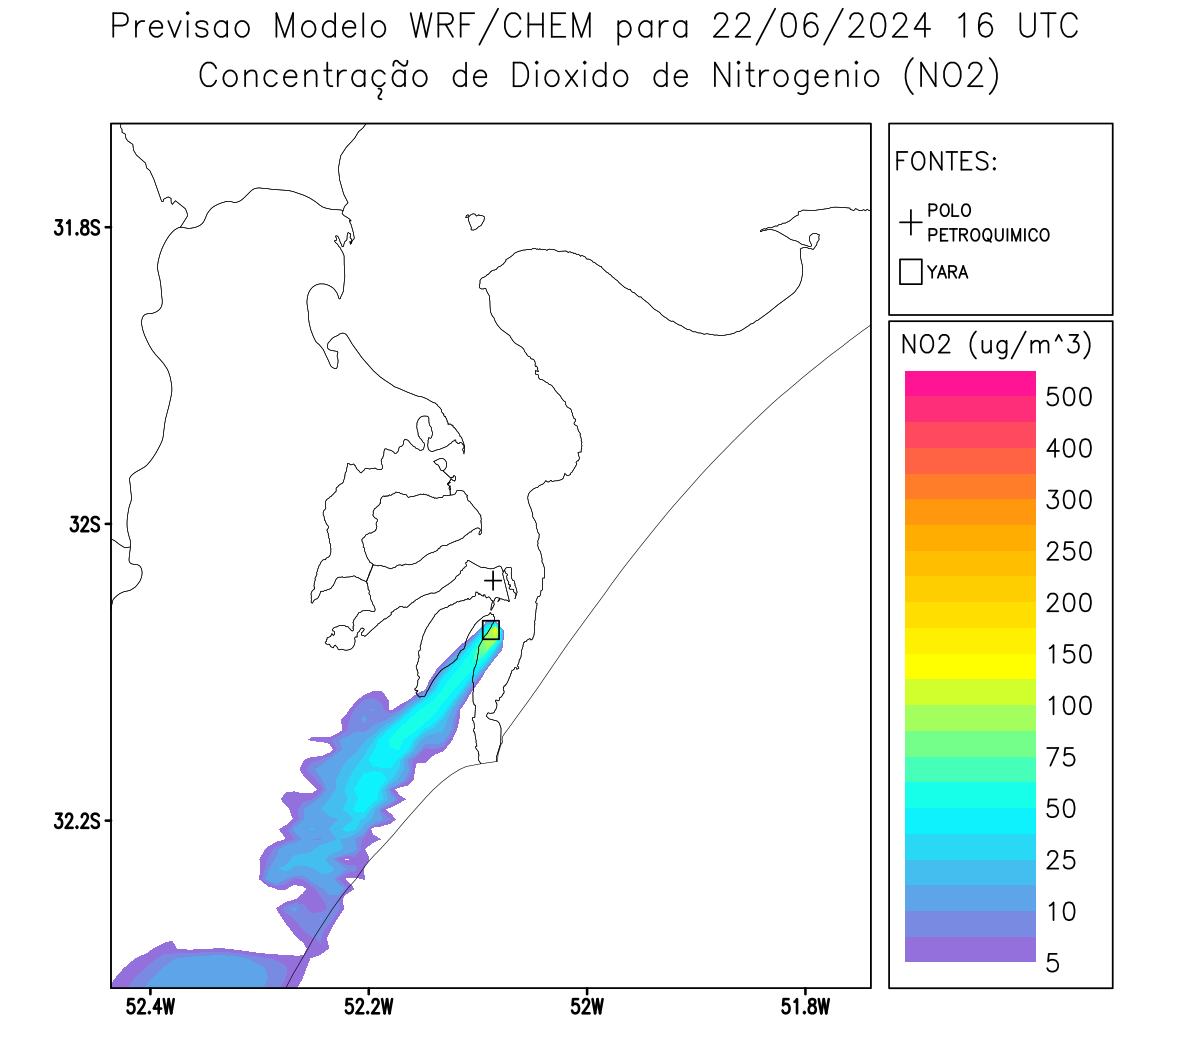 Previsao Modelo WRF/CHEM para 22/06/2024 16 UTC
Concentração de Dioxido de Nitrogenio (NO2)
FONTES:
POLO
PETROQUIMICO
YARA
NO2 (ug/m^3)
500
400
300
250
200
150
100
75
50
25
10
5
31.8S
32S
32.2S
52.4W
52.2W
52W
51.8W